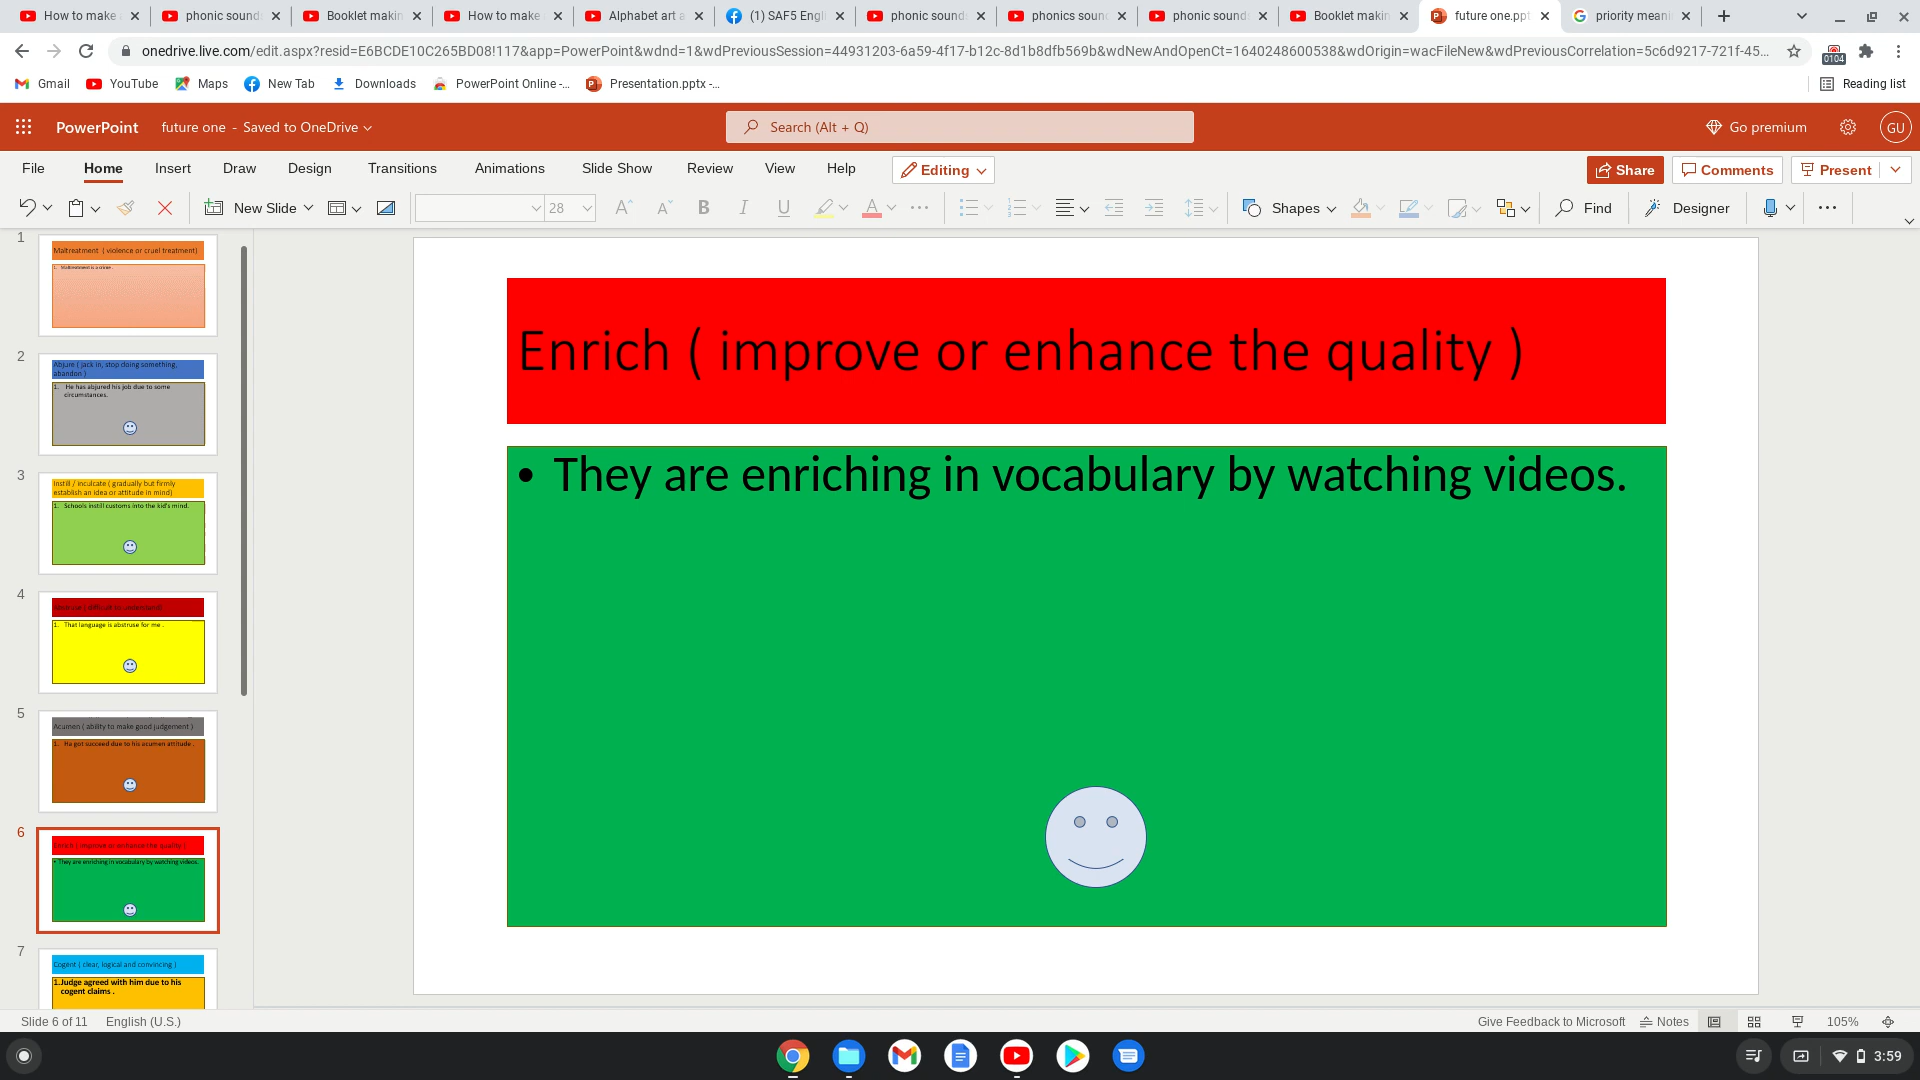 How to make
phonic sound
Booklet makin
How to make
Alphabet art a
(1) SAF5 Engl
phonic sound
phonics soun
phonic sound
Booklet makin
future one.ppt
priority meani
onedrive.live.com/edit.aspx?resid=E6BCDE10C265BD08!117&app=PowerPoint&wdnd=1&wdPreviousSession=44931203-6a59-4f17-b12c-8d1b8dfb569b&wdNewAndOpenCt=1640248600538&wdOrigin=wacFileNew&wdPreviousCorrelation=5c6d9217-721f-45...
0104
Gmail
YouTube
Maps
New Tab
Downloads
PowerPoint Online -...
Presentation.pptx -...
Reading list
PowerPoint
future one - Saved to OneDrive
Search (Alt + Q)
Go premium
GU
File
Home
Insert
Draw
Design
Transitions
Animations
Slide Show
Review
View
Help
Editing
Share
Comments
Present
New Slide
28
Shapes
Find
Designer
1
Maltreatment ( violence or cruel treatment)
1. Maltreatment is a crime .
2
Abjure ( jack in, stop doing something,
abandon )
1. He has abjured his job due to some
circumstances.
3
Instill / inculcate ( gradually but firmly
establish an idea or attitude in mind)
1. Schools instill customs into the kid's mind.
4
Abstruse ( difficult to understand)
1. That language is abstruse for me .
5
Acumen ( ability to make good judgement )
1. Ha got succeed due to his acumen attitude .
6
Enrich ( improve or enhance the quality )
• They are enriching in vocabulary by watching videos.
7
Cogent ( clear, logical and convincing )
1.Judge agreed with him due to his
cogent claims .
Enrich ( improve or enhance the quality )
• They are enriching in vocabulary by watching videos.
Slide 6 of 11
English (U.S.)
Give Feedback to Microsoft
Notes
105%
3:59